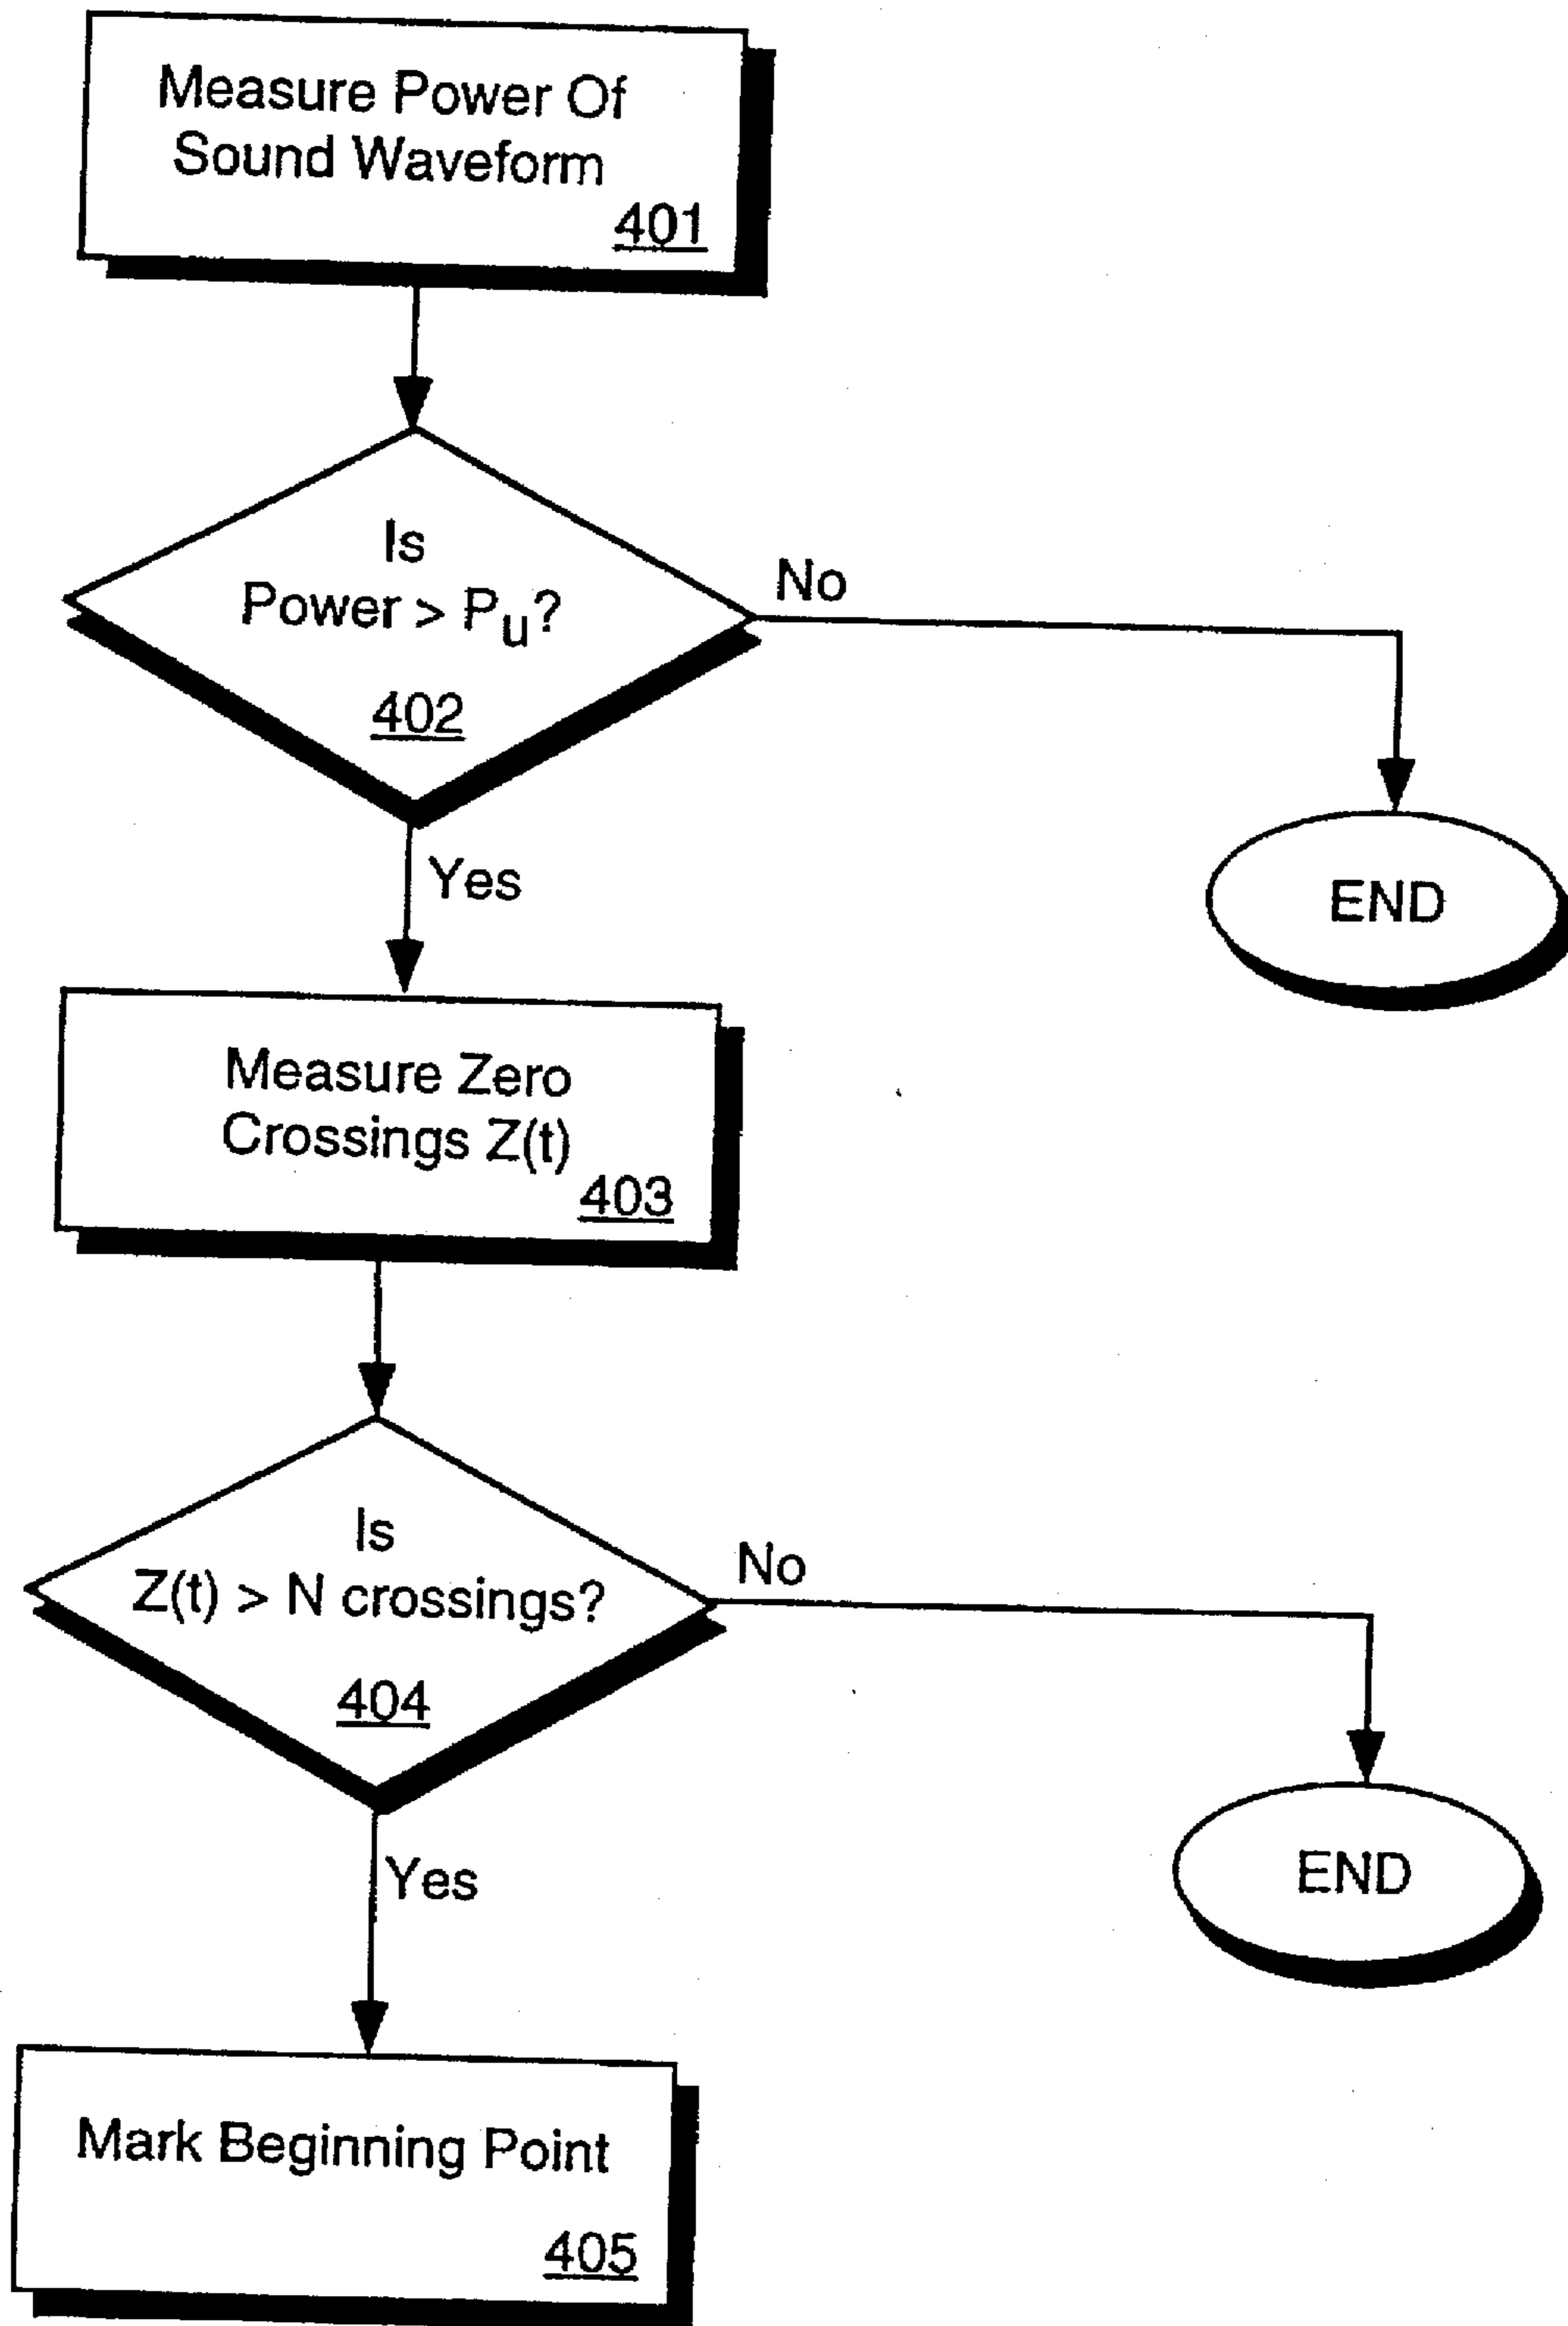 Measure Power Of
Sound Waveform
401
Is
Power > Pu?
402
No
END
Yes
Measure Zero
Crossings Z(t)
403
Is
Z(t) > N crossings?
404
No
END
Yes
Mark Beginning Point
405